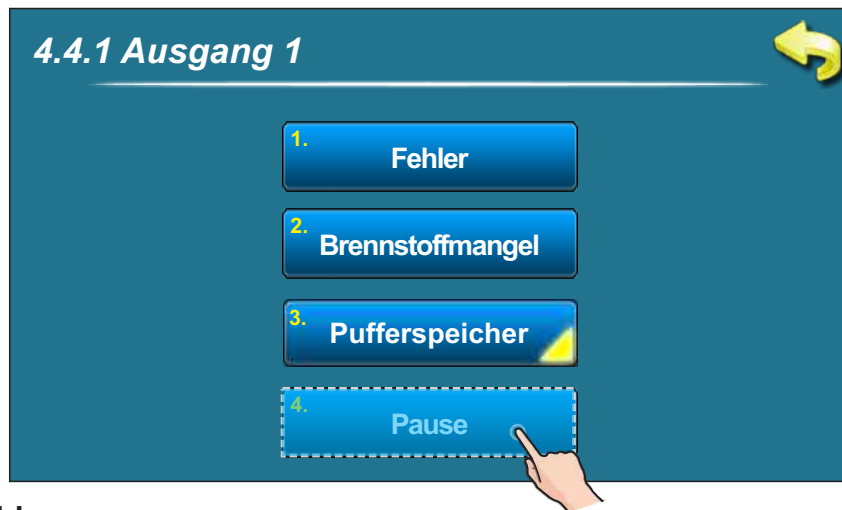 4.4.1 Ausgang 1
1.
Fehler
2.
Brennstoffmangel
3.
Pufferspeicher
4.
Pause